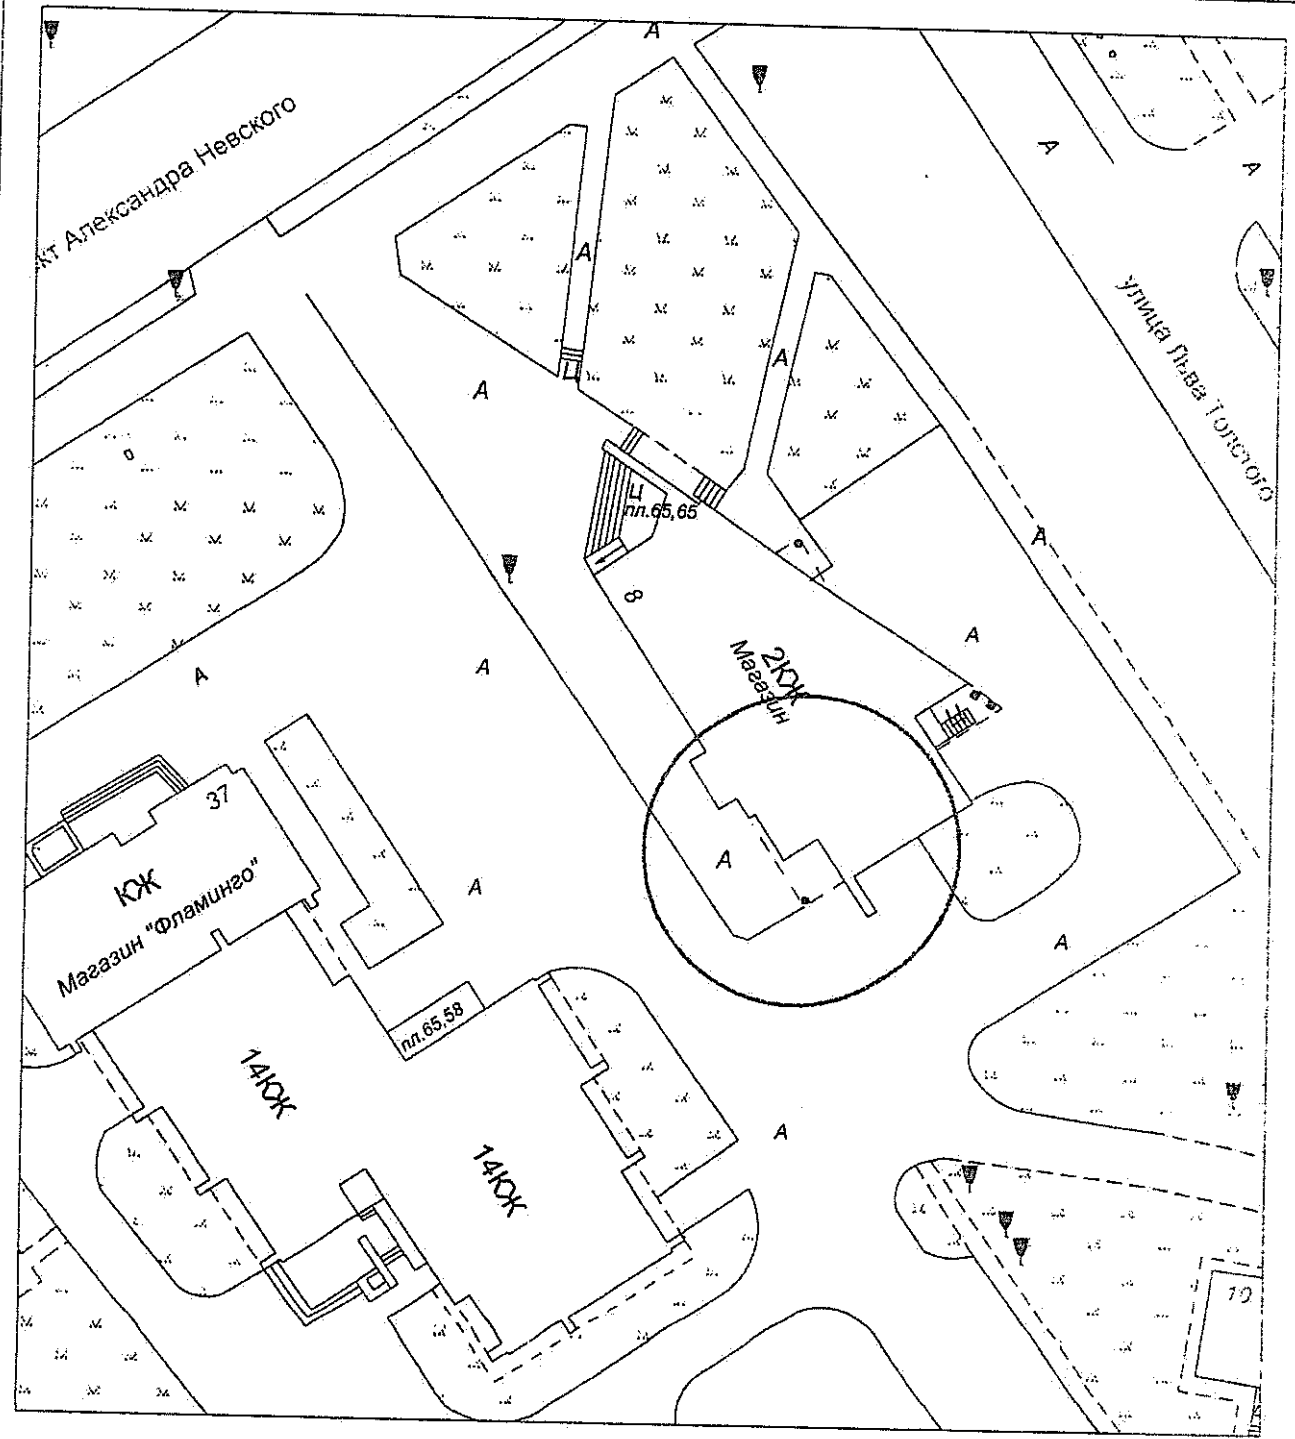 А
кт Александра Невского
А
А
А
улица Льва Толстого
А
А
А
Ц
Ц
пл.65,65
А
8
А
2КЖ
Магазин
А
А
37
КЖ
Магазин "Фламинго"
А
А
А
пл.65,58
14КЖ
14КЖ
А
10